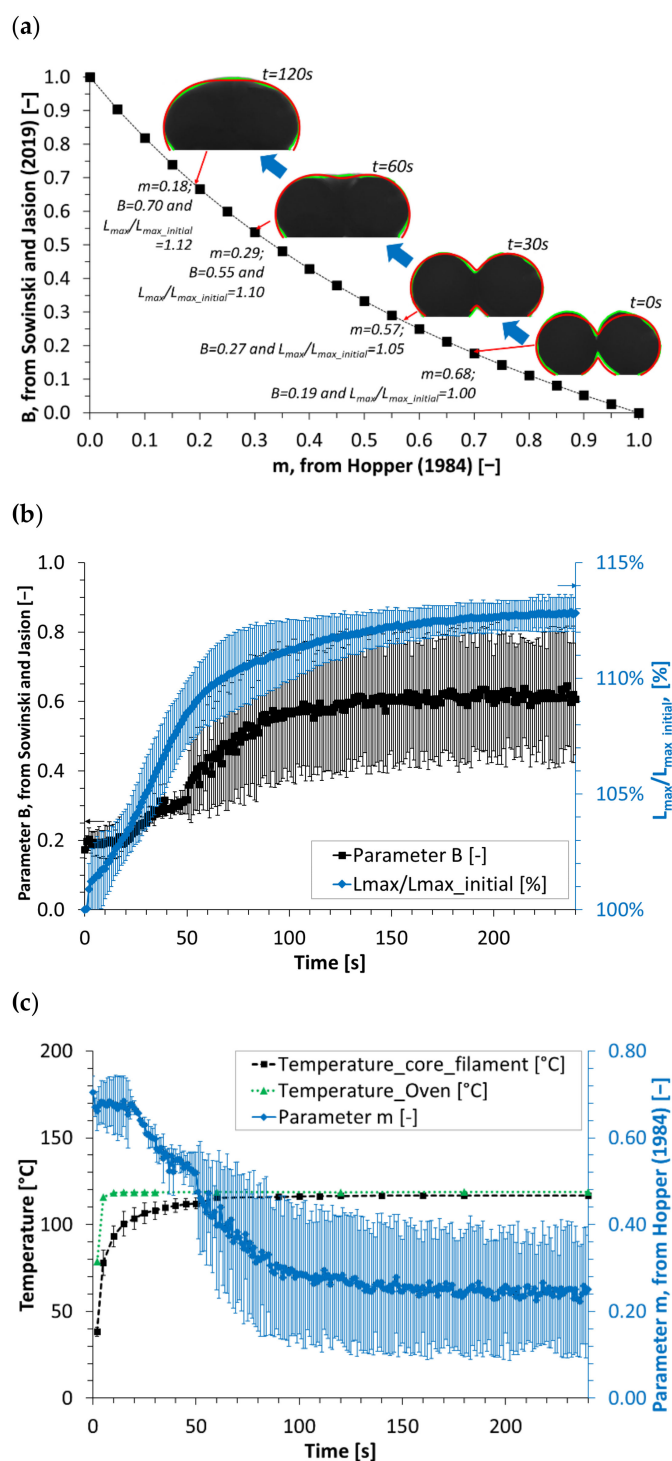 (a)
B, from Sowinski and Jasion (2019) [−]
1.0
0.9
0.8
0.7
0.6
0.5
0.4
0.3
0.2
0.1
0.0
t=120s
t=60s
t=30s
t=0s
m=0.18;
B=0.70 and
Lmax/Lmax_initial
=1.12
m=0.29;
B=0.55 and
Lmax/Lmax_initial=1.10
m=0.57;
B=0.27 and Lmax/Lmax_initial=1.05
m=0.68;
B=0.19 and Lmax/Lmax_initial=1.00
0.0 0.1 0.2 0.3 0.4 0.5 0.6 0.7 0.8 0.9 1.0
m, from Hopper (1984) [−]
(b)
Parameter B, from Sowinski and Jasion [−]
1.0
0.8
0.6
0.4
0.2
0.0
115%
110%
105%
100%
Lmax/Lmax_initial, [%]
Parameter B [-]
Lmax/Lmax_initial [%]
0 50 100 150 200
Time [s]
(c)
Temperature [°C]
200
150
100
50
0
0.80
0.60
0.40
0.20
0.00
Parameter m, from Hopper (1984) [−]
Temperature_core_filament [°C]
Temperature_Oven [°C]
Parameter m [-]
0 50 100 150 200
Time [s]